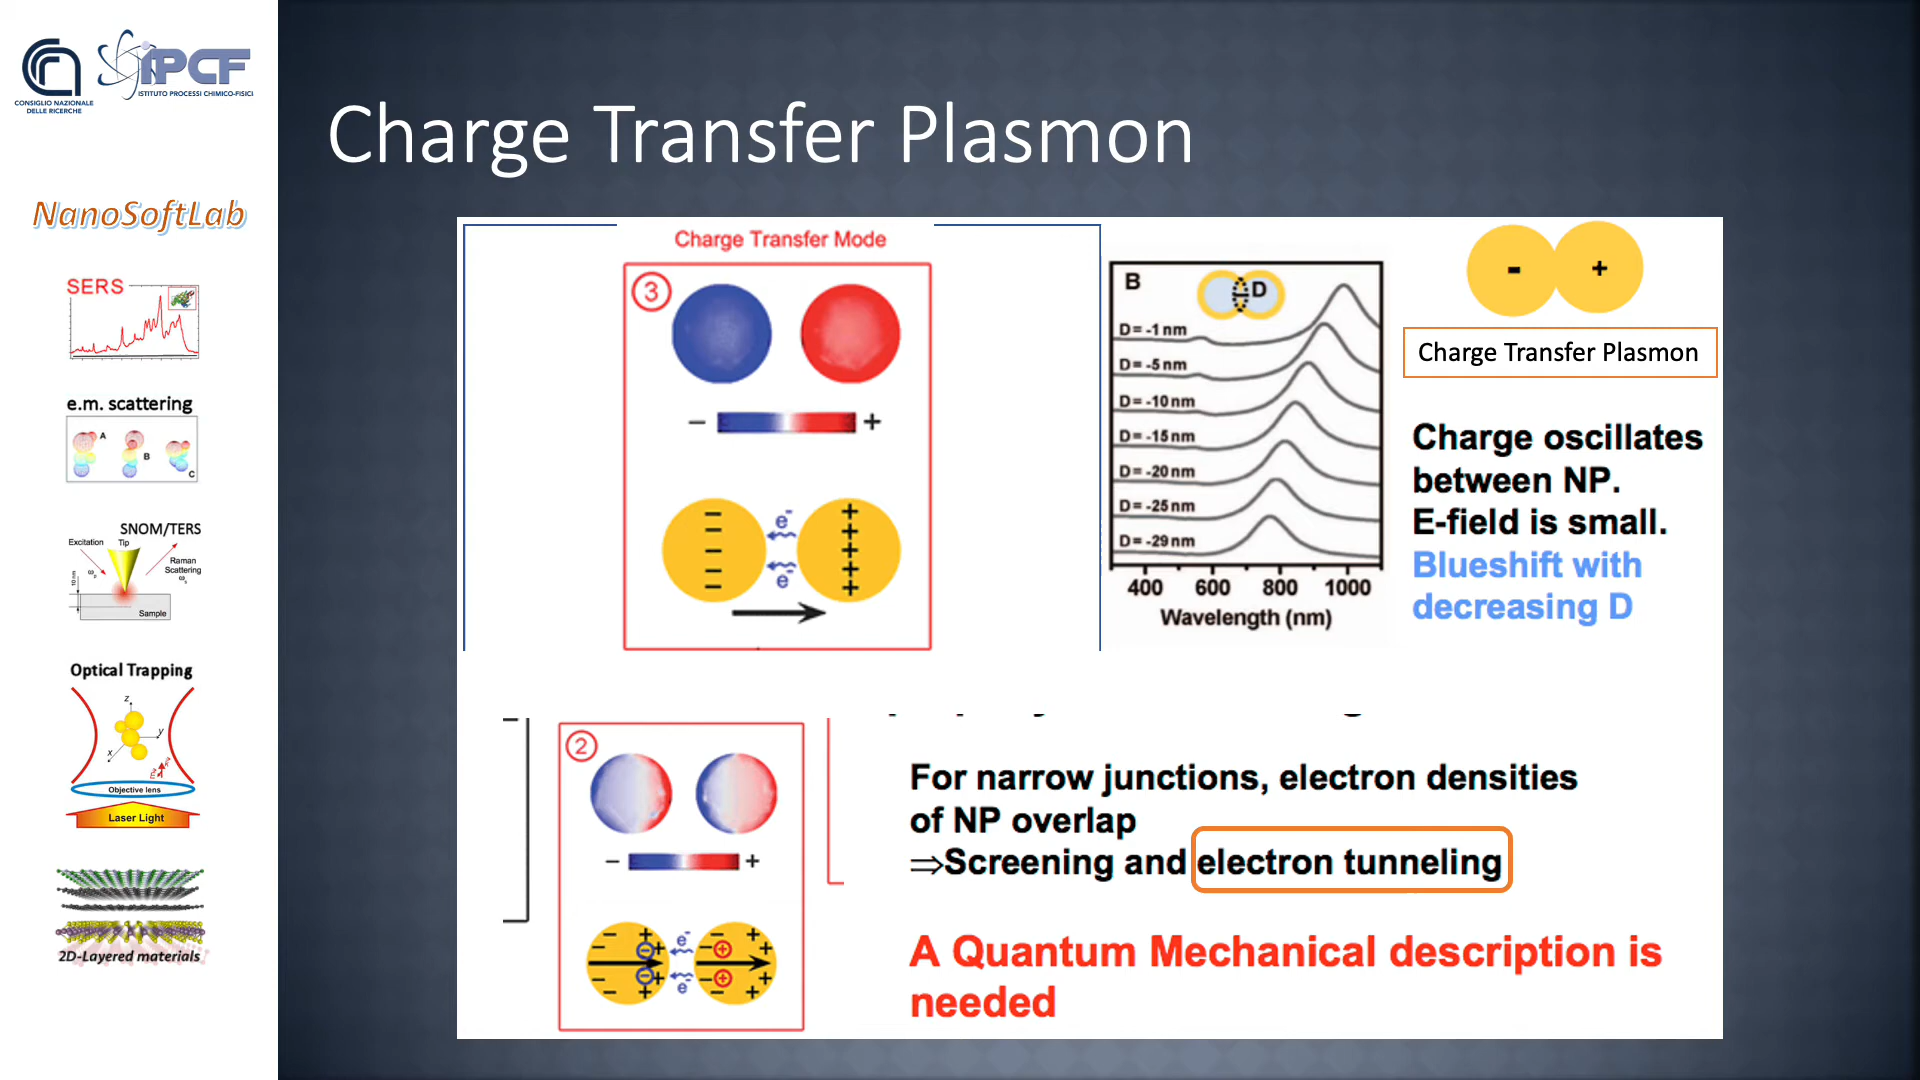 CONSIGLIO NAZIONALE
DELLE RICERCHE
iPCF
ISTITUTO PROCESSI CHIMICO-FISICI
NanoSoftLab
SERS
e.m. scattering
A
B
C
SNOM/TERS
Excitation
Tip
Raman
Scattering
10 nm
Sample
Optical Trapping
z
y
x
Objective lens
Laser Light
2D-Layered materials
Charge Transfer Plasmon
Charge Transfer Mode
3
− +
e-
e-
B
D
D= -1 nm
D= -5 nm
D= -10 nm
D= -15 nm
D= -20 nm
D= -25 nm
D= -29 nm
400 600 800 1000
Wavelength (nm)
- +
Charge Transfer Plasmon
Charge oscillates
between NP.
E-field is small.
Blueshift with
decreasing D
2
− +
e-
e-
For narrow junctions, electron densities
of NP overlap
⇒Screening and electron tunneling
A Quantum Mechanical description is
needed